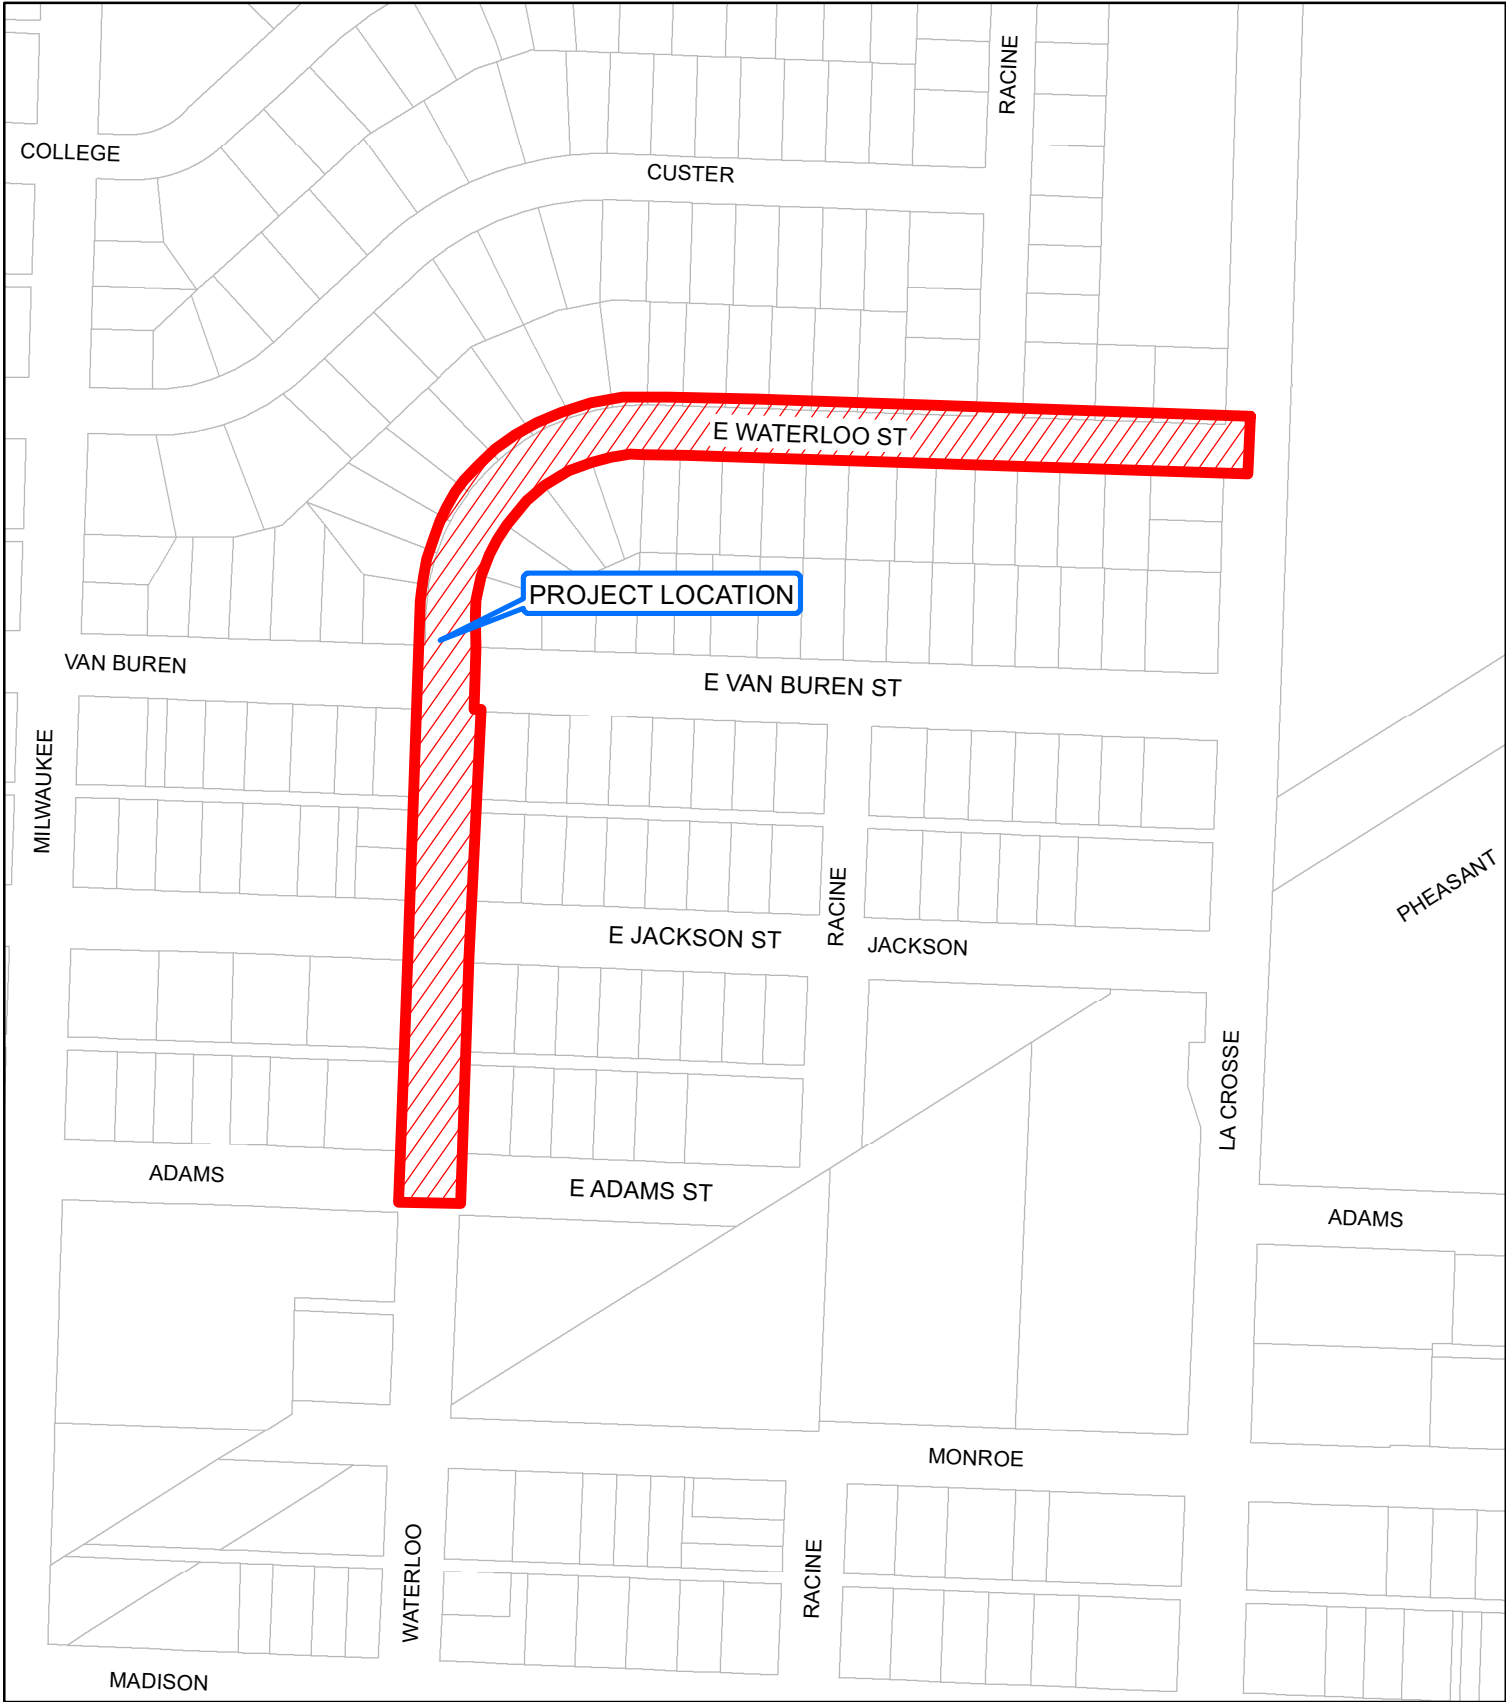 RACINE
COLLEGE
CUSTER
E WATERLOO ST
PROJECT LOCATION
VAN BUREN
E VAN BUREN ST
MILWAUKEE
PHEASANT
RACINE
E JACKSON ST
JACKSON
LA CROSSE
ADAMS
E ADAMS ST
ADAMS
MONROE
WATERLOO
RACINE
MADISON